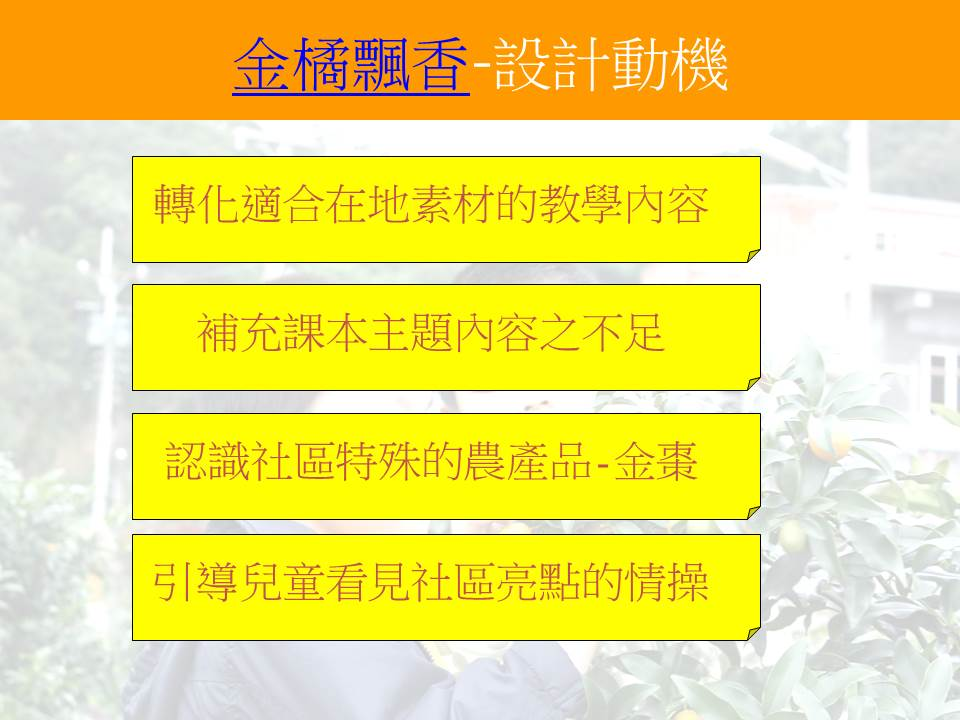 金橘飄香-設計動機
轉化適合在地素材的教學內容
補充課本主題內容之不足
認識社區特殊的農產品-金棗
引導兒童看見社區亮點的情操